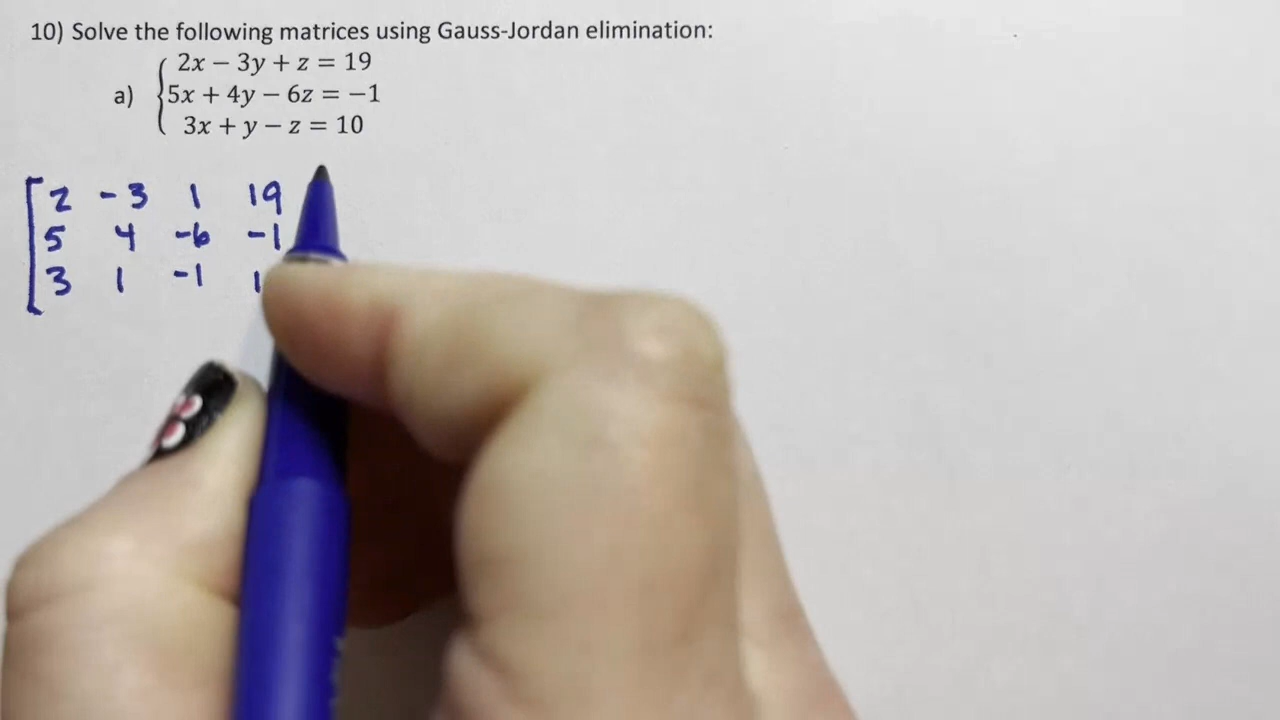 10) Solve the following matrices using Gauss-Jordan elimination:
2x − 3y + z = 19
a) 5x + 4y − 6z = −1
3x + y − z = 10
2 -3 1 19
5 4 -6 -1
3 1 -1 1